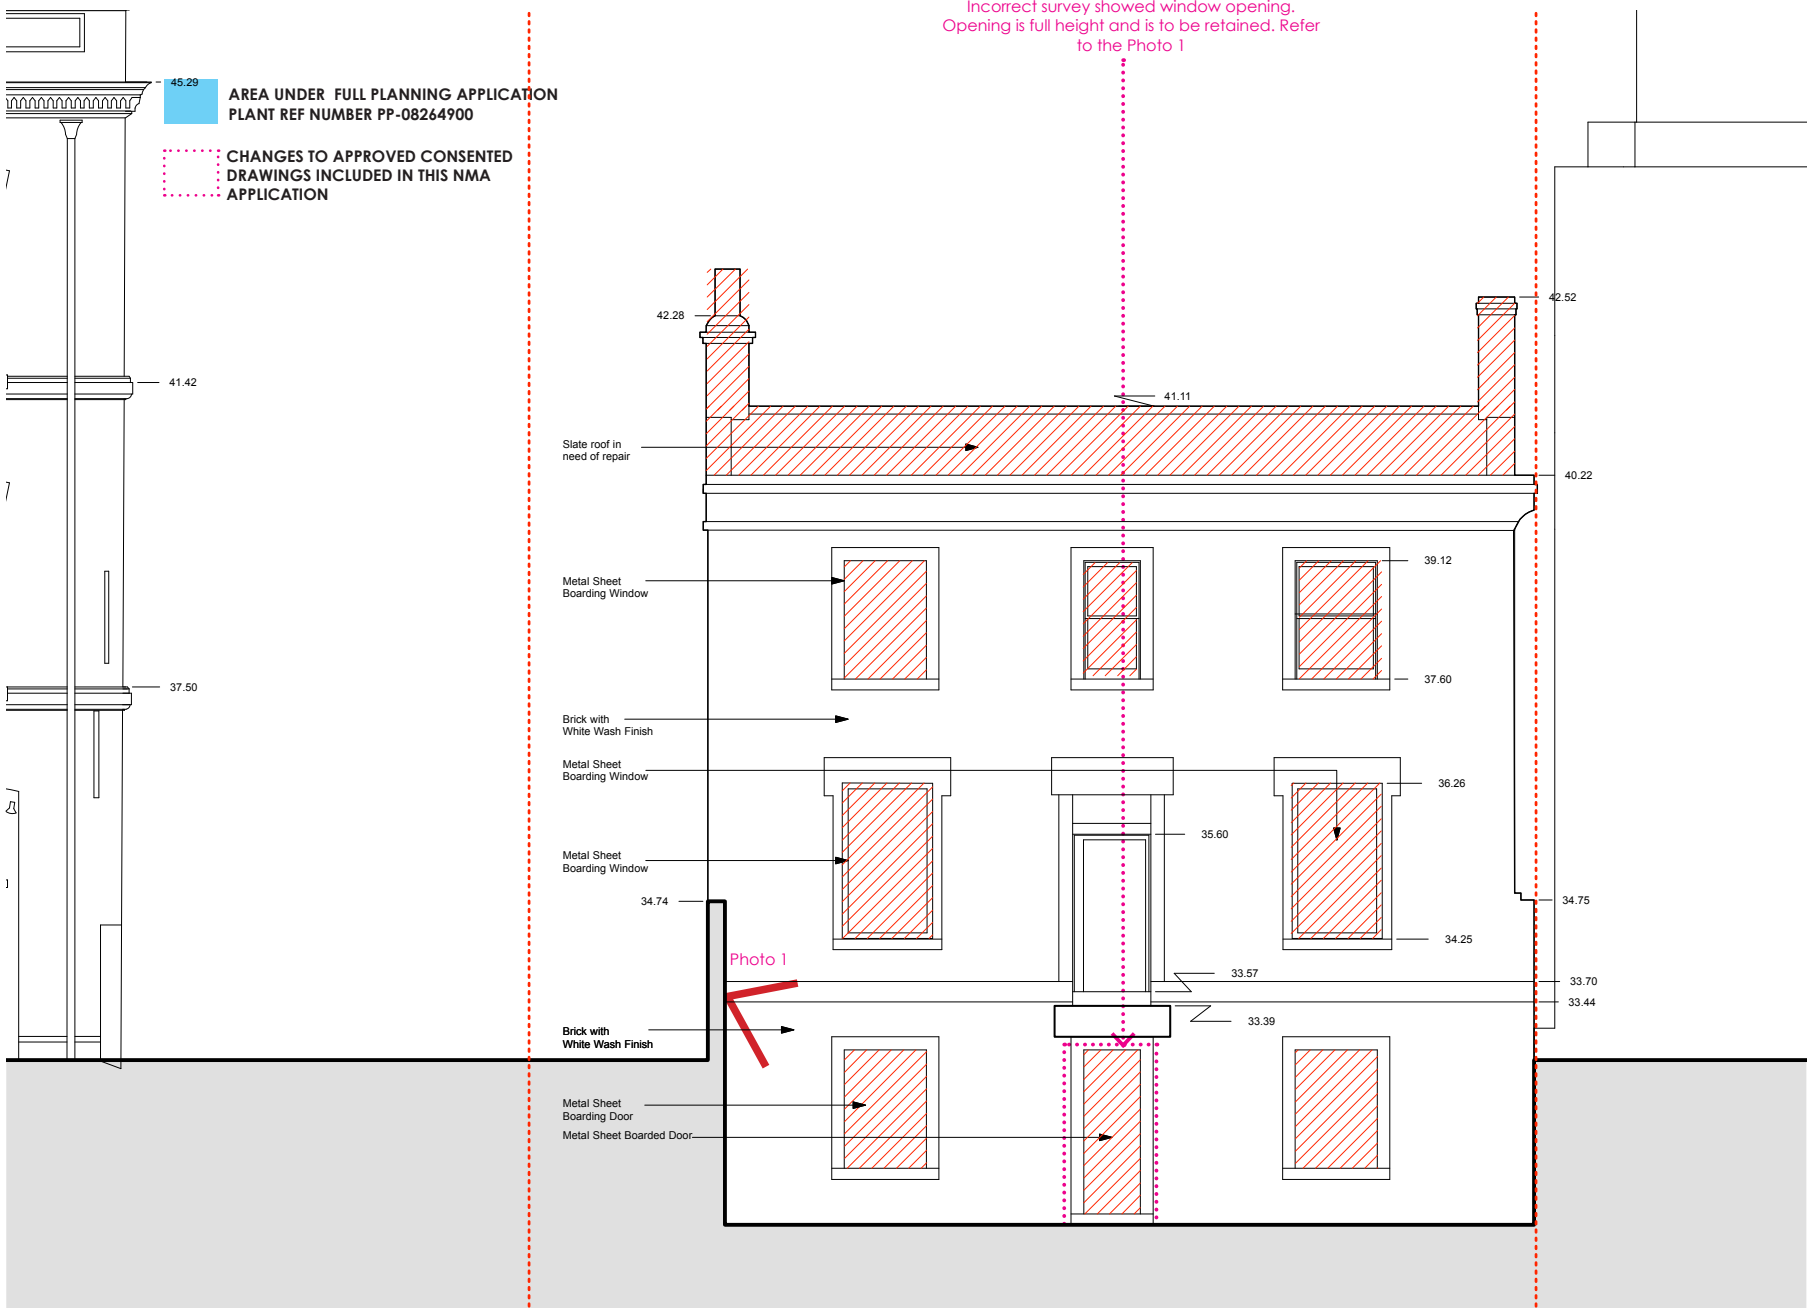 Incorrect survey showed window opening.
Opening is full height and is to be retained. Refer
to the Photo 1
45.29
AREA UNDER FULL PLANNING APPLICATION
PLANT REF NUMBER PP-08264900
CHANGES TO APPROVED CONSENTED
DRAWINGS INCLUDED IN THIS NMA
APPLICATION
42.28
42.52
41.42
41.11
Slate roof in
need of repair
40.22
39.12
Metal Sheet
Boarding Window
37.60
37.50
Brick with
White Wash Finish
Metal Sheet
Boarding Window
36.26
35.60
Metal Sheet
Boarding Window
34.74
34.75
34.25
Photo 1
33.57
33.70
33.44
33.39
Brick with
White Wash Finish
Metal Sheet
Boarding Door
Metal Sheet Boarded Door